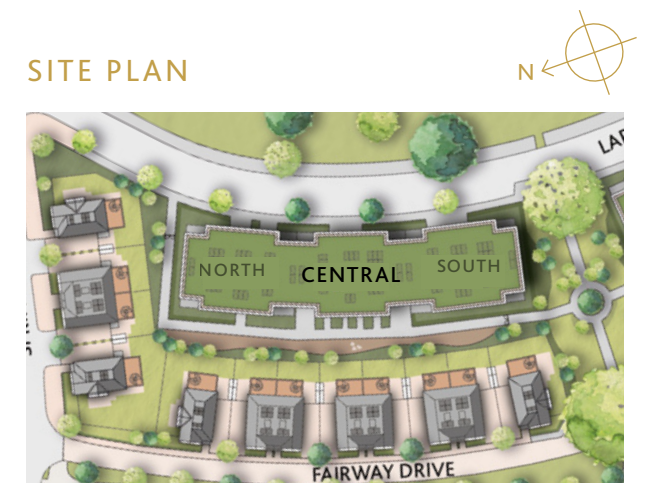 SITE PLAN
N
NORTH
CENTRAL
SOUTH
FAIRWAY DRIVE